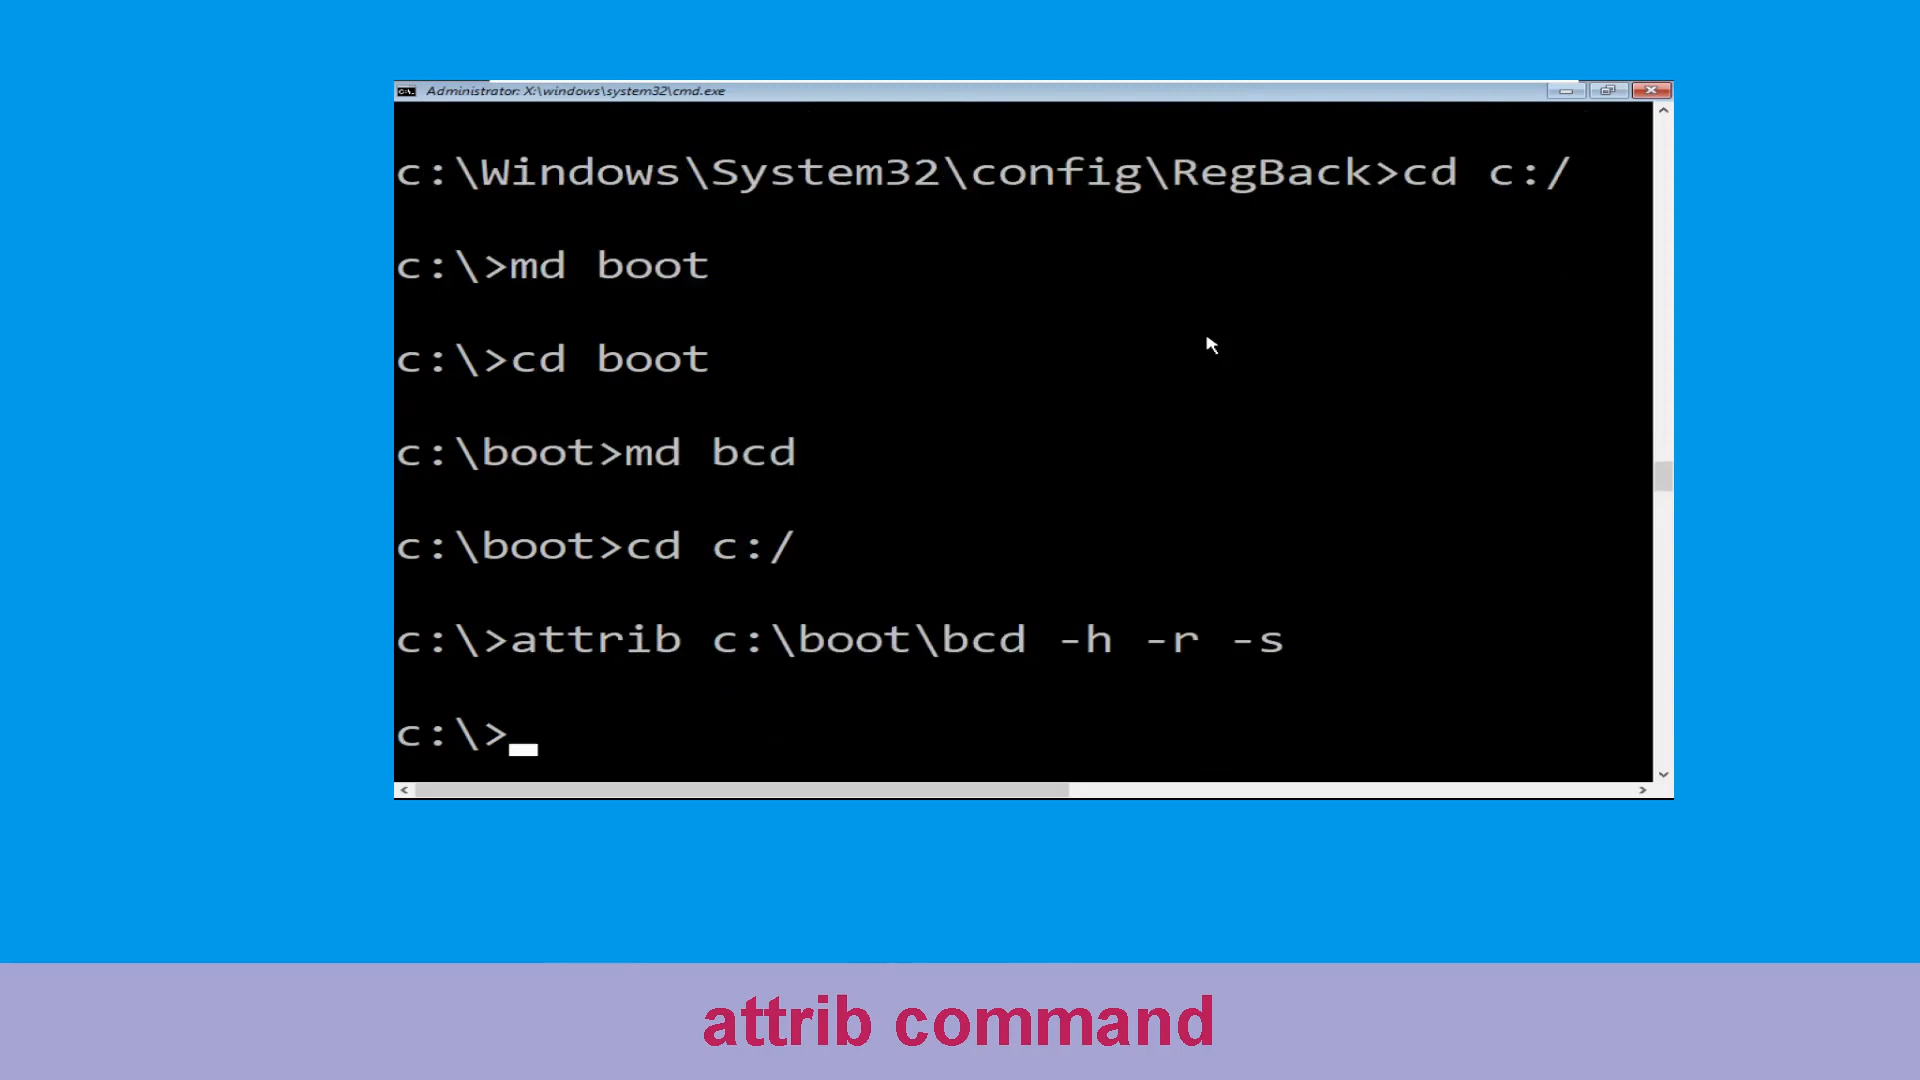 Administrator: X:\windows\system32\cmd.exe
c:\Windows\System32\config\RegBack>cd c:/
c:\>md boot
c:\>cd boot
c:\boot>md bcd
c:\boot>cd c:/
c:\>attrib c:\boot\bcd -h -r -s
c:\>
attrib command